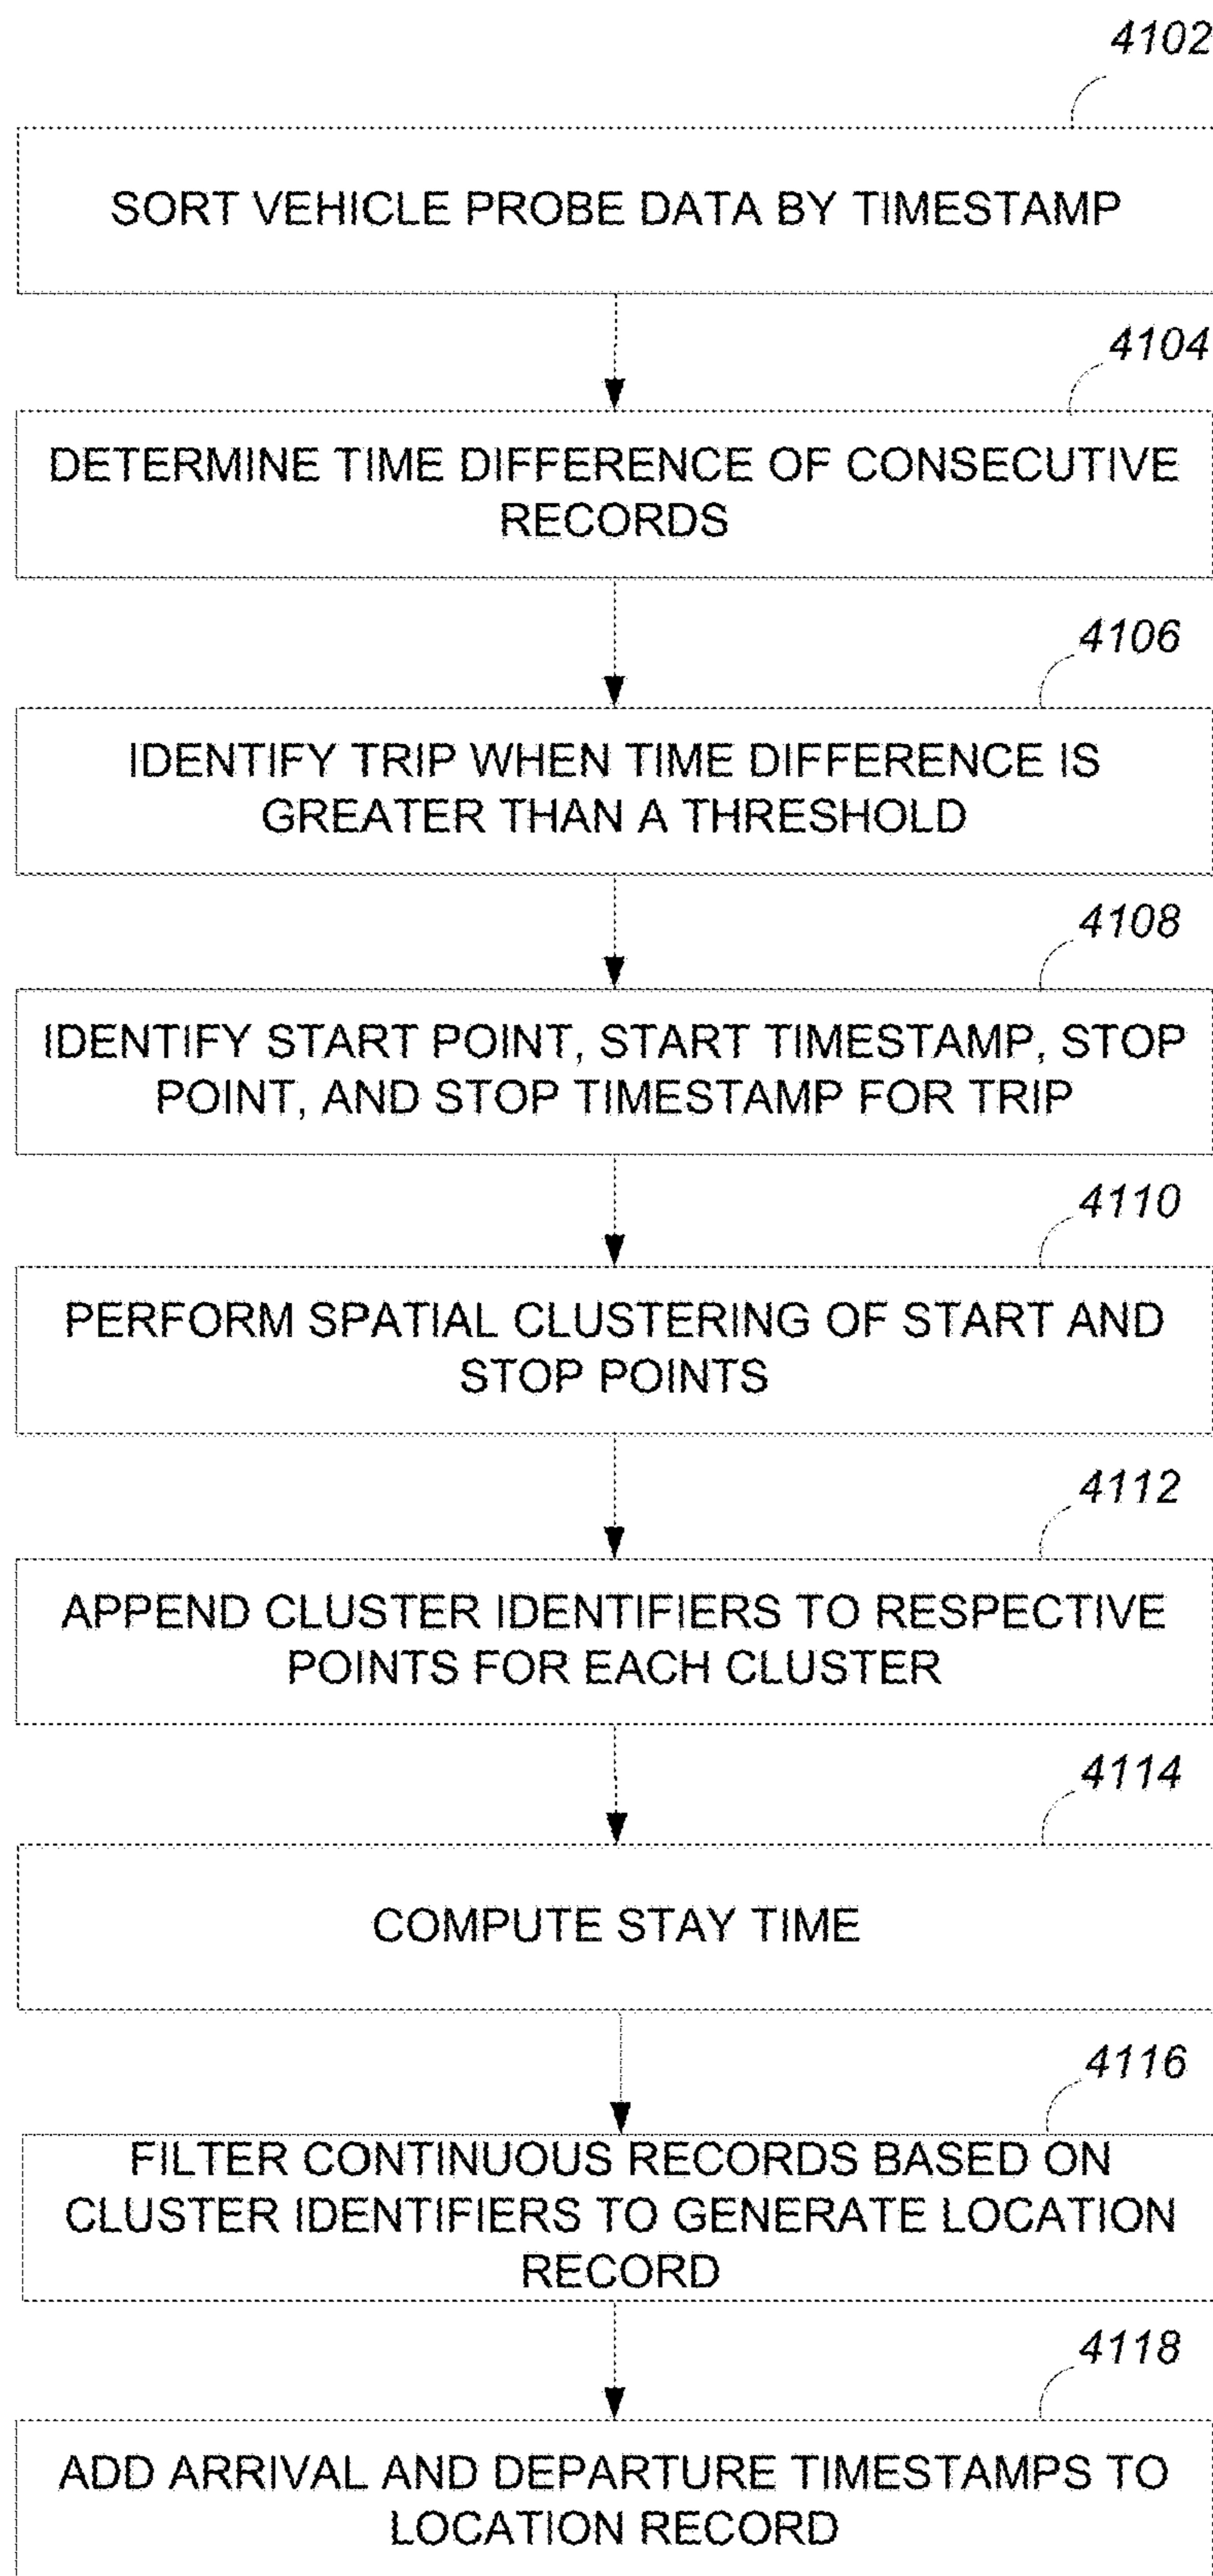 4102
SORT VEHICLE PROBE DATA BY TIMESTAMP
4104
DETERMINE TIME DIFFERENCE OF CONSECUTIVE
RECORDS
4106
IDENTIFY TRIP WHEN TIME DIFFERENCE IS
GREATER THAN A THRESHOLD
4108
IDENTIFY START POINT, START TIMESTAMP, STOP
POINT, AND STOP TIMESTAMP FOR TRIP
4110
PERFORM SPATIAL CLUSTERING OF START AND
STOP POINTS
4112
APPEND CLUSTER IDENTIFIERS TO RESPECTIVE
POINTS FOR EACH CLUSTER
4114
COMPUTE STAY TIME
4116
FILTER CONTINUOUS RECORDS BASED ON
CLUSTER IDENTIFIERS TO GENERATE LOCATION
RECORD
4118
ADD ARRIVAL AND DEPARTURE TIMESTAMPS TO
LOCATION RECORD